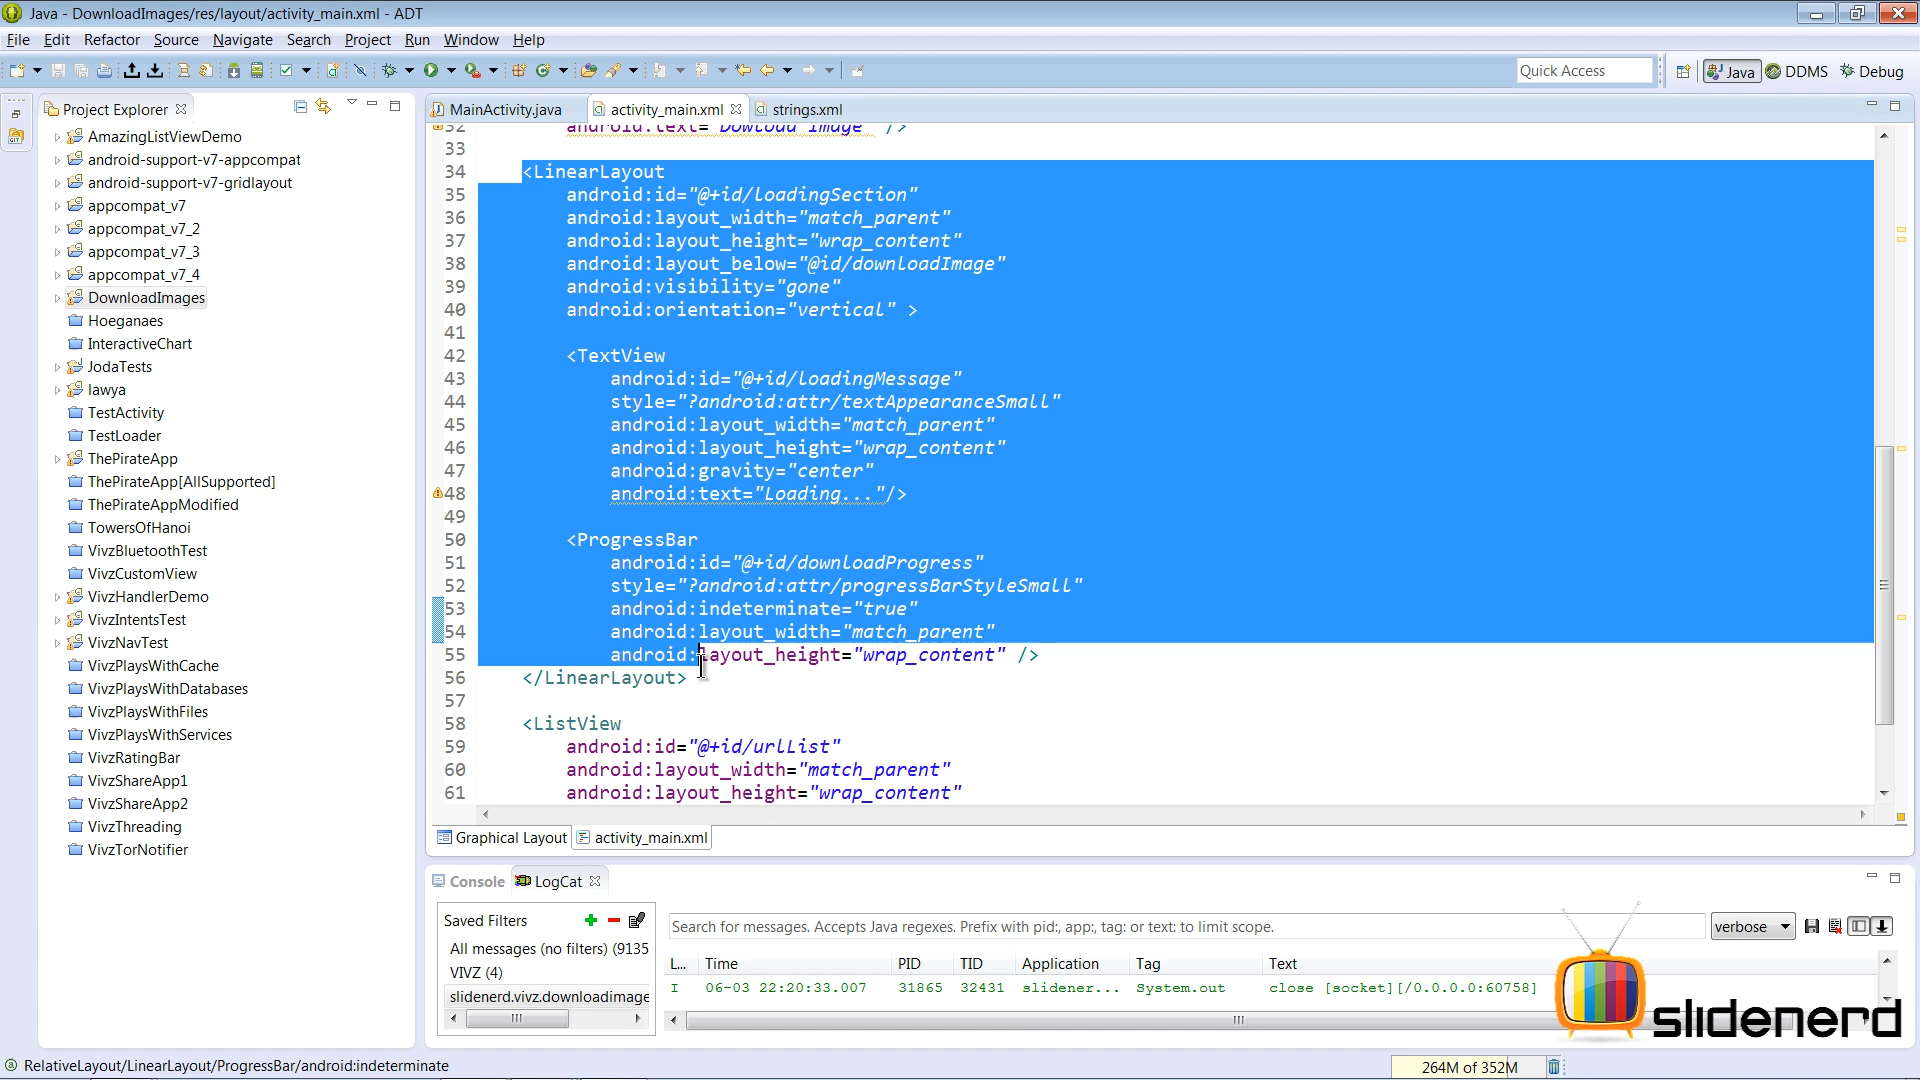 Java - DownloadImages/res/layout/activity_main.xml - ADT
File Edit Refactor Source Navigate Search Project Run Window Help
Quick Access
Java
DDMS
Debug
Project Explorer
AmazingListViewDemo
android-support-v7-appcompat
android-support-v7-gridlayout
appcompat_v7
appcompat_v7_2
appcompat_v7_3
appcompat_v7_4
DownloadImages
Hoeganaes
InteractiveChart
JodaTests
lawya
TestActivity
TestLoader
ThePirateApp
ThePirateApp[AllSupported]
ThePirateAppModified
TowersOfHanoi
VivzBluetoothTest
VivzCustomView
VivzHandlerDemo
VivzIntentsTest
VivzNavTest
VivzPlaysWithCache
VivzPlaysWithDatabases
VivzPlaysWithFiles
VivzPlaysWithServices
VivzRatingBar
VivzShareApp1
VivzShareApp2
VivzThreading
VivzTorNotifier
MainActivity.java
activity_main.xml
strings.xml
32 android:text="Dowload Image" />
33
34 <LinearLayout
35 android:id="@+id/loadingSection"
36 android:layout_width="match_parent"
37 android:layout_height="wrap_content"
38 android:layout_below="@id/downloadImage"
39 android:visibility="gone"
40 android:orientation="vertical" >
41
42 <TextView
43 android:id="@+id/loadingMessage"
44 style="?android:attr/textAppearanceSmall"
45 android:layout_width="match_parent"
46 android:layout_height="wrap_content"
47 android:gravity="center"
48 android:text="Loading..."/>
49
50 <ProgressBar
51 android:id="@+id/downloadProgress"
52 style="?android:attr/progressBarStyleSmall"
53 android:indeterminate="true"
54 android:layout_width="match_parent"
55 android:layout_height="wrap_content" />
56 </LinearLayout>
57
58 <ListView
59 android:id="@+id/urlList"
60 android:layout_width="match_parent"
61 android:layout_height="wrap_content"
Graphical Layout
activity_main.xml
Console
LogCat
Saved Filters
All messages (no filters) (9135
VIVZ (4)
slidenerd.vivz.downloadimage
Search for messages. Accepts Java regexes. Prefix with pid:, app:, tag: or text: to limit scope.
verbose
L... Time PID TID Application Tag Text
I 06-03 22:20:33.007 31865 32431 slidener... System.out close [socket][/0.0.0.0:60758]
slidenerd
RelativeLayout/LinearLayout/ProgressBar/android:indeterminate
264M of 352M